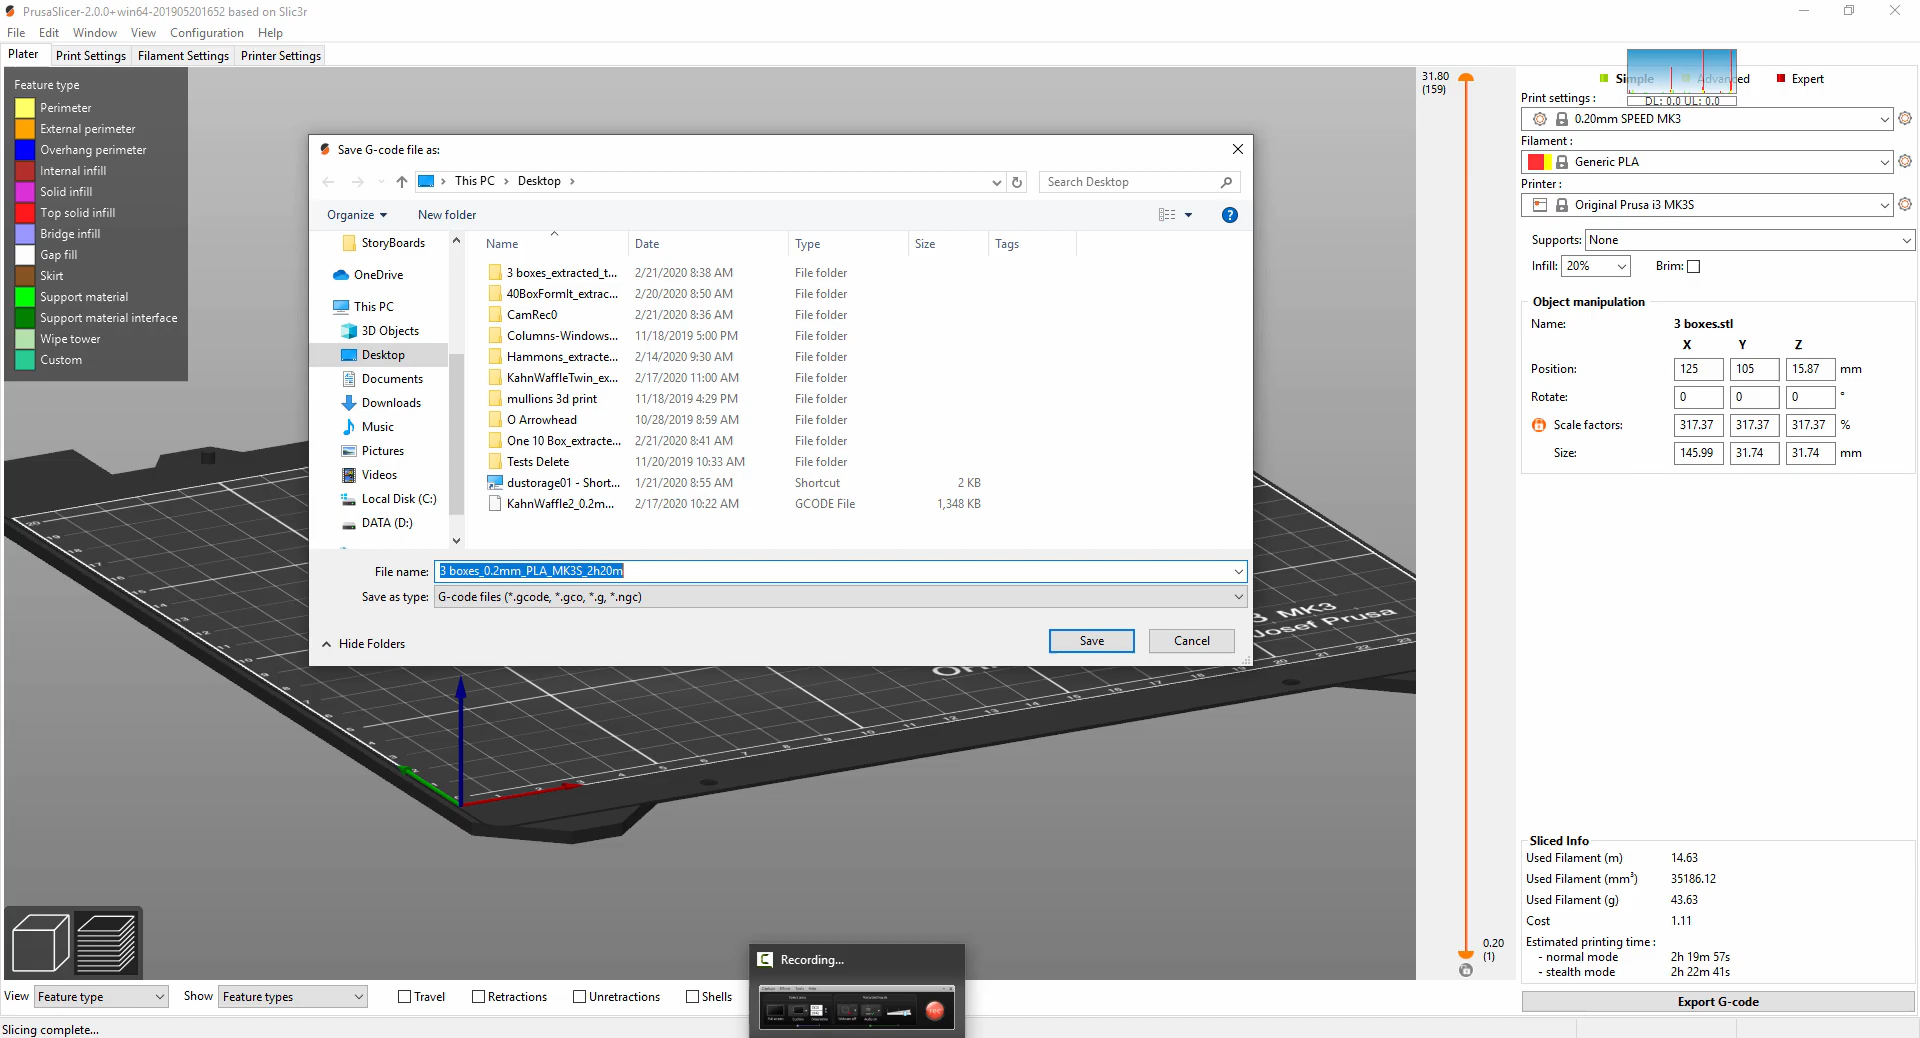 PrusaSlicer-2.0.0+win64-201905201652 based on Slic3r
File Edit Window View Configuration Help
Plater Print Settings Filament Settings Printer Settings
Feature type
Perimeter
External perimeter
Overhang perimeter
Internal infill
Solid infill
Top solid infill
Bridge infill
Gap fill
Skirt
Support material
Support material interface
Wipe tower
Custom
Save G-code file as:
This PC > Desktop >
Search Desktop
Organize New folder
StoryBoards
OneDrive
This PC
3D Objects
Desktop
Documents
Downloads
Music
Pictures
Videos
Local Disk (C:)
DATA (D:)
Name Date Type Size Tags
3 boxes_extracted_t... 2/21/2020 8:38 AM File folder
40BoxFormIt_extrac... 2/20/2020 8:50 AM File folder
CamRec0 2/21/2020 8:36 AM File folder
Columns-Windows... 11/18/2019 5:00 PM File folder
Hammons_extracte... 2/14/2020 9:30 AM File folder
KahnWaffleTwin_ex... 2/17/2020 11:00 AM File folder
mullions 3d print 11/18/2019 4:29 PM File folder
O Arrowhead 10/28/2019 8:59 AM File folder
One 10 Box_extracte... 2/21/2020 8:41 AM File folder
Tests Delete 11/20/2019 10:33 AM File folder
dustorage01 - Short... 1/21/2020 8:55 AM Shortcut 2 KB
KahnWaffle2_0.2m... 2/17/2020 10:22 AM GCODE File 1,348 KB
File name: 3 boxes_0.2mm_PLA_MK3S_2h20m
Save as type: G-code files (*.gcode, *.gco, *.g, *.ngc)
Hide Folders
Save Cancel
MK3
Josef Prusa
31.80
(159)
0.20
(1)
Simple Advanced Expert
DL: 0.0 UL: 0.0
Print settings :
0.20mm SPEED MK3
Filament :
Generic PLA
Printer :
Original Prusa i3 MK3S
Supports: None
Infill: 20% Brim:
Object manipulation
Name: 3 boxes.stl
X Y Z
Position: 125 105 15.87 mm
Rotate: 0 0 0 °
Scale factors: 317.37 317.37 317.37 %
Size: 145.99 31.74 31.74 mm
Sliced Info
Used Filament (m) 14.63
Used Filament (mm³) 35186.12
Used Filament (g) 43.63
Cost 1.11
Estimated printing time :
- normal mode 2h 19m 57s
- stealth mode 2h 22m 41s
Export G-code
Recording...
rec
View Feature type Show Feature types Travel Retractions Unretractions Shells
Slicing complete...